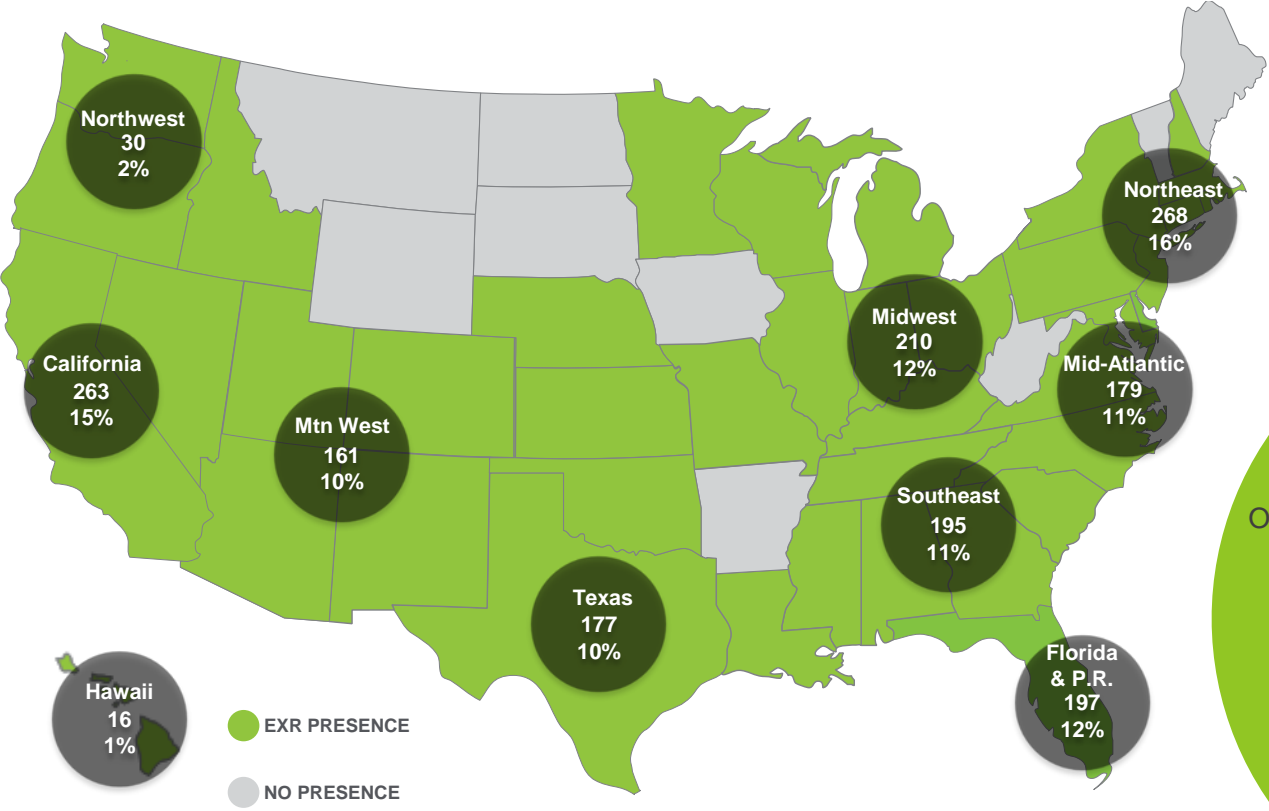 Northwest
30
2%
Northeast
268
16%
Midwest
210
12%
California
263
15%
Mid-Atlantic
179
11%
Mtn West
161
10%
Southeast
195
11%
Texas
177
10%
Florida
& P.R.
197
12%
Hawaii
16
1%
EXR PRESENCE
NO PRESENCE